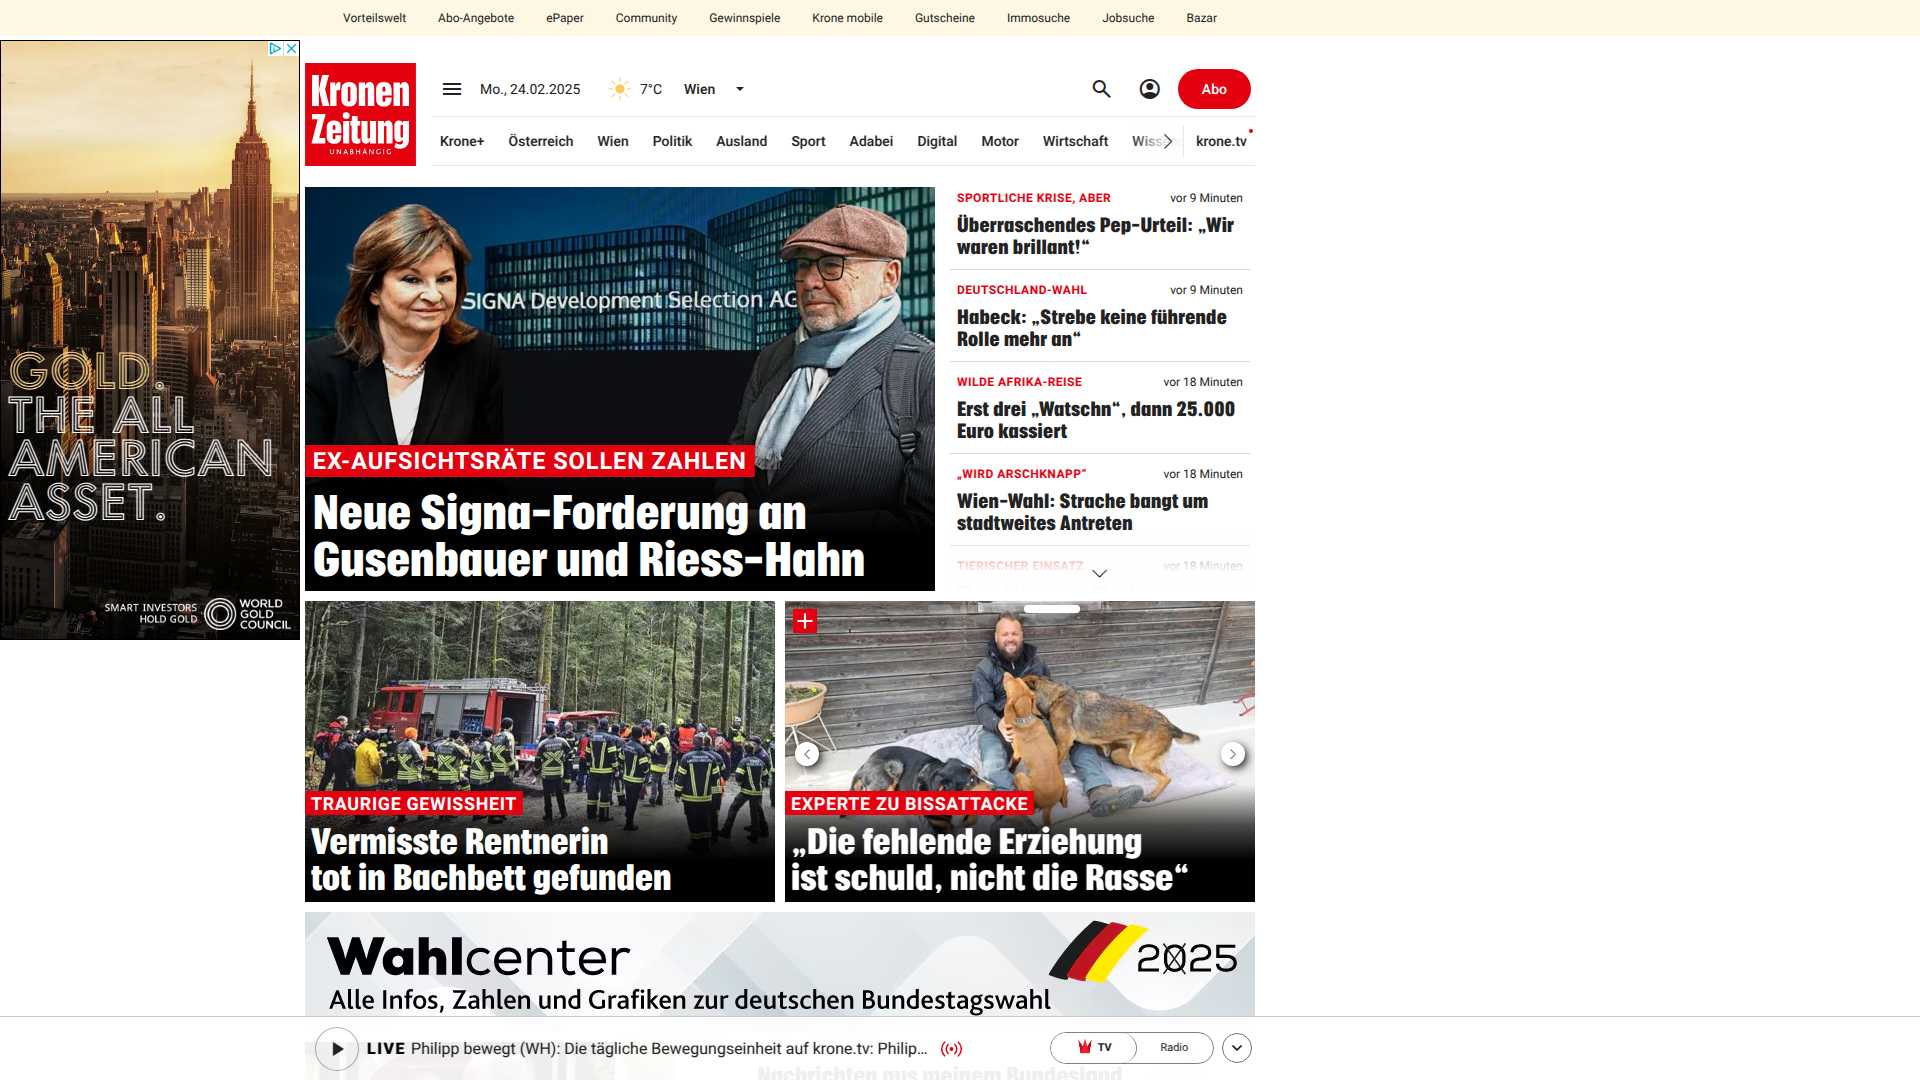 Vorteilswelt
Abo-Angebote
ePaper
Community
Gewinnspiele
Krone mobile
Gutscheine
Immosuche
Jobsuche
Bazar
Kronen
Zeitung
UNABHÄNGIG
Mo., 24.02.2025
7°C
Wien
Abo
Krone+
Österreich
Wien
Politik
Ausland
Sport
Adabei
Digital
Motor
Wirtschaft
krone.tv
GOLD.
THE ALL
AMERICAN
ASSET.
SMART INVESTORS
HOLD GOLD
WORLD
GOLD
COUNCIL
SIGNA Development Selection AG
EX-AUFSICHTSRÄTE SOLLEN ZAHLEN
Neue Signa-Forderung an
Gusenbauer und Riess-Hahn
SPORTLICHE KRISE, ABER
vor 9 Minuten
Überraschendes Pep-Urteil: „Wir
waren brillant!“
DEUTSCHLAND-WAHL
vor 9 Minuten
Habeck: „Strebe keine führende
Rolle mehr an“
WILDE AFRIKA-REISE
vor 18 Minuten
Erst drei „Watschn“, dann 25.000
Euro kassiert
„WIRD ARSCHKNAPP“
vor 18 Minuten
Wien-Wahl: Strache bangt um
stadtweites Antreten
TIERISCHER EINSATZ
vor 18 Minuten
TRAURIGE GEWISSHEIT
Vermisste Rentnerin
tot in Bachbett gefunden
EXPERTE ZU BISSATTACKE
„Die fehlende Erziehung
ist schuld, nicht die Rasse“
Wahlcenter
2025
Alle Infos, Zahlen und Grafiken zur deutschen Bundestagswahl
LIVE Philipp bewegt (WH): Die tägliche Bewegungseinheit auf krone.tv: Philip...
TV
Radio
Nachrichten aus meinem Bundesland